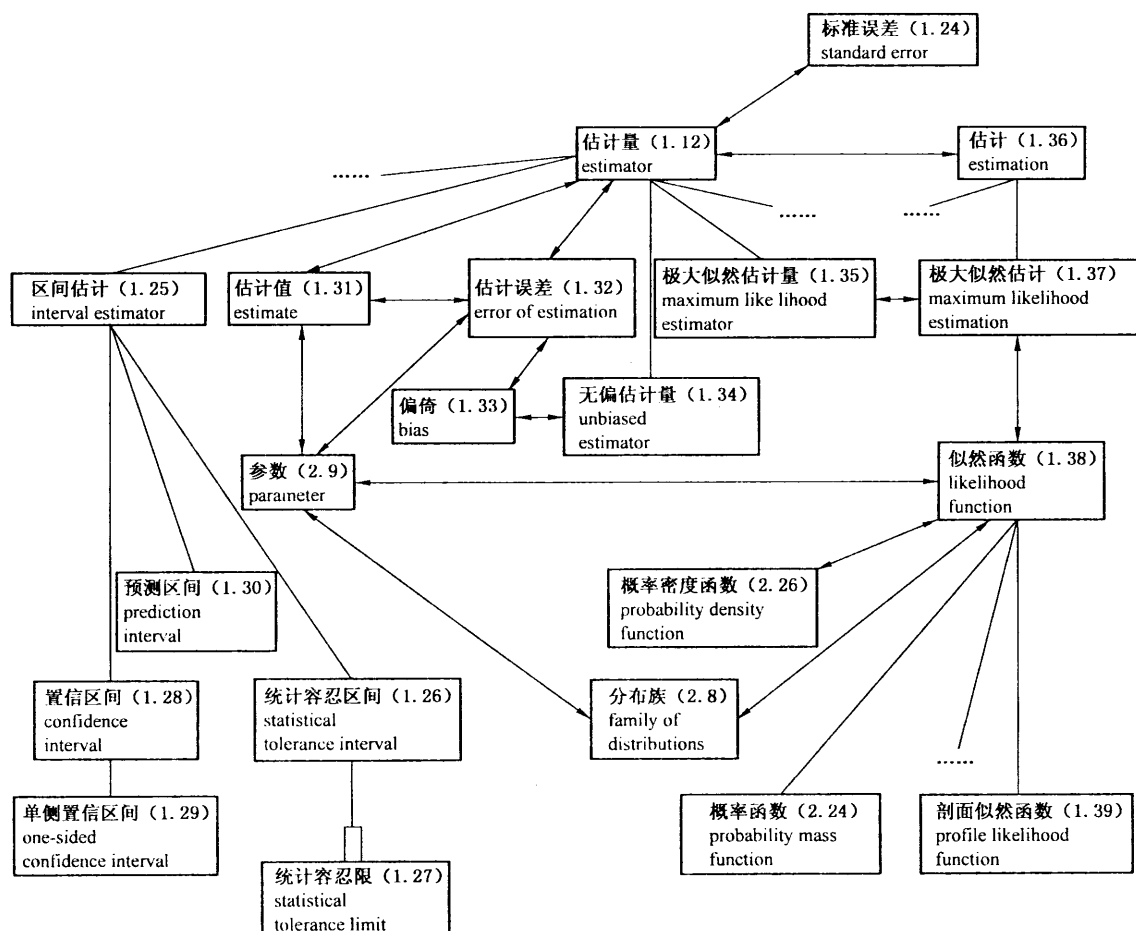 标准误差（1.24）
standard error
估计量（1.12）
estimator
估计（1.36）
estimation
……
……
……
区间估计（1.25）
interval estimator
估计值（1.31）
estimate
估计误差（1.32）
error of estimation
极大似然估计量（1.35）
maximum like lihood
estimator
极大似然估计（1.37）
maximum likelihood
estimation
偏倚（1.33）
bias
无偏估计量（1.34）
unbiased
estimator
参数（2.9）
parameter
似然函数（1.38）
likelihood
function
预测区间（1.30）
prediction
interval
概率密度函数（2.26）
probability density
function
置信区间（1.28）
confidence
interval
统计容忍区间（1.26）
statistical
tolerance interval
分布族（2.8）
family of
distributions
……
单侧置信区间（1.29）
one-sided
confidence interval
概率函数（2.24）
probability mass
function
剖面似然函数（1.39）
profile likelihood
function
统计容忍限（1.27）
statistical
tolerance limit